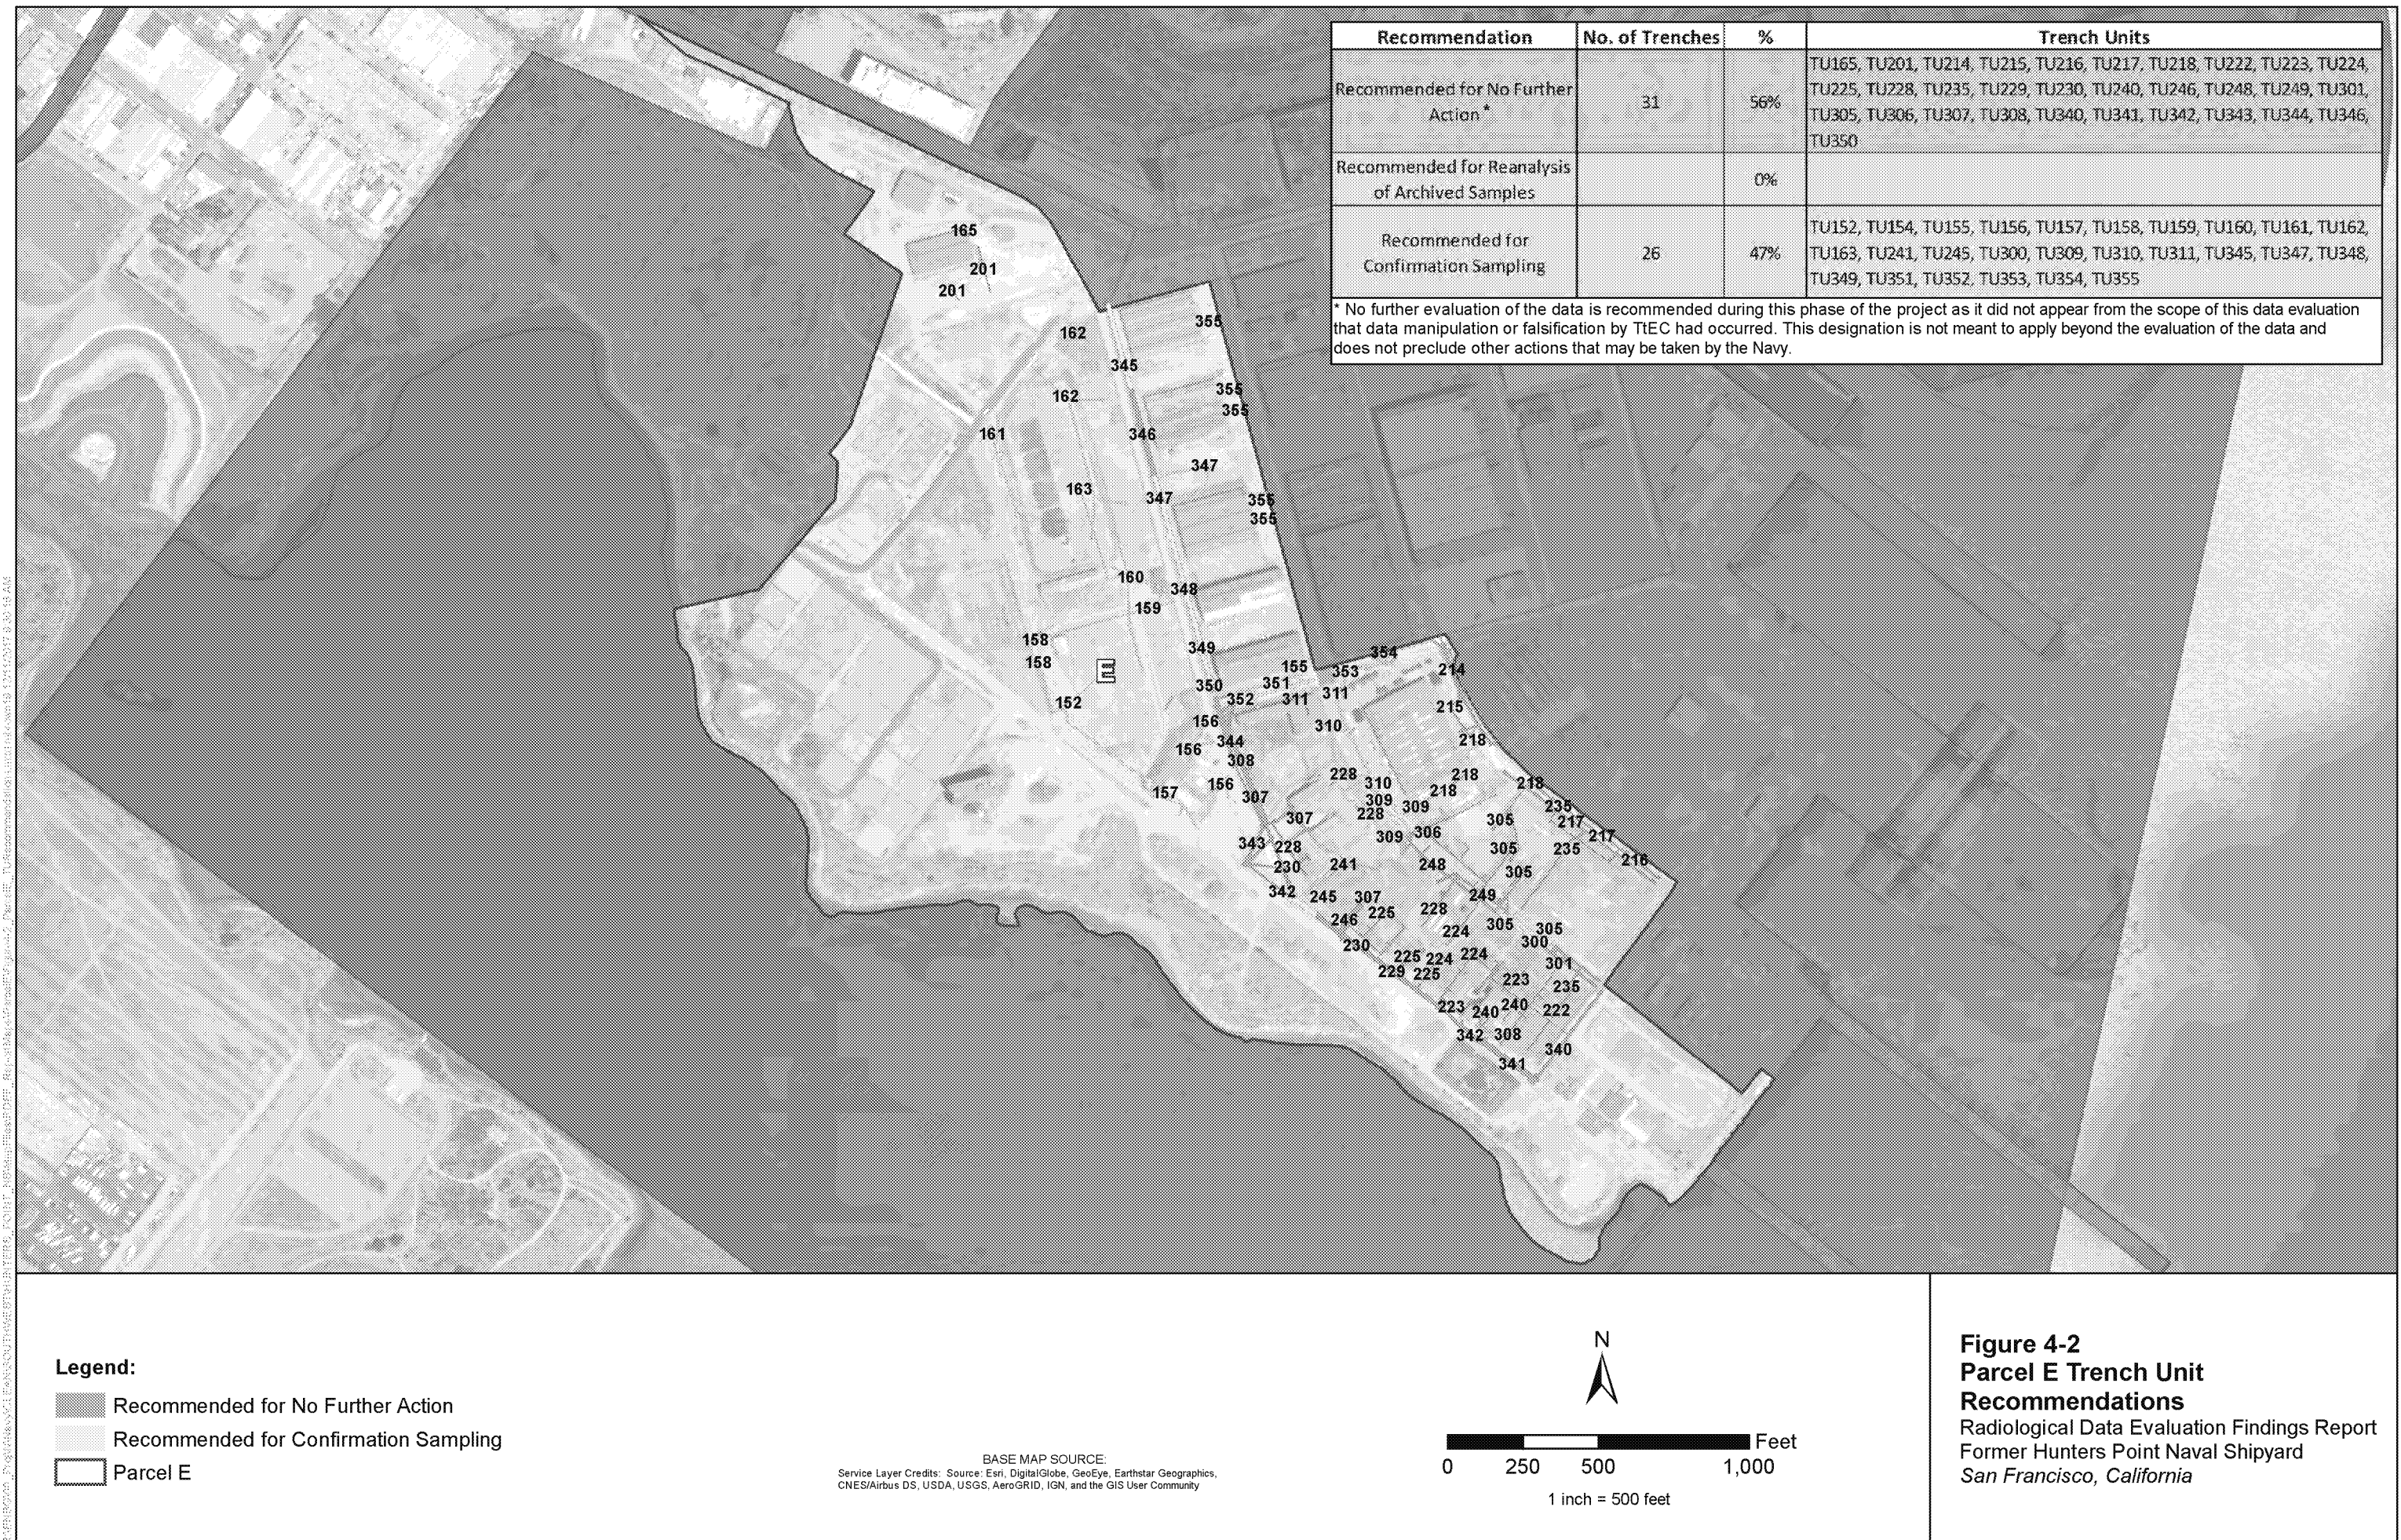 Recommendation No. of Trenches % Trench Units
Recommended for No Further
Action *
31
56%
TU165, TU201, TU214, TU215, TU216, TU217, TU218, TU222, TU223, TU224,
TU225, TU228, TU235, TU229, TU230, TU240, TU246, TU248, TU249, TU301,
TU305, TU306, TU307, TU308, TU340, TU341, TU342, TU343, TU344, TU346,
TU350
Recommended for Reanalysis
of Archived Samples
0%
Recommended for
Confirmation Sampling
26
47%
TU152, TU154, TU155, TU156, TU157, TU158, TU159, TU160, TU161, TU162,
TU163, TU241, TU245, TU300, TU309, TU310, TU311, TU345, TU347, TU348,
TU349, TU351, TU352, TU353, TU354, TU355
* No further evaluation of the data is recommended during this phase of the project as it did not appear from the scope of this data evaluation
that data manipulation or falsification by TtEC had occurred. This designation is not meant to apply beyond the evaluation of the data and
does not preclude other actions that may be taken by the Navy.
165
201
201
355
162
345
355
162
355
161
346
347
163
347
355
355
160
348
159
158
349
354
158
155
353
214
E
350
351
311
352
311
152
215
156
310
218
344
156
308
228
218
310
218
156
218
157
307
309
309
235
228
307
305
217
306
309
217
343
228
305
235
216
230
241
248
305
342
245
307
249
225
228
246
305
305
224
300
230
225
224
224
301
229
225
223
235
223
240
240
222
342
308
340
341
Legend:
Recommended for No Further Action
Recommended for Confirmation Sampling
Parcel E
BASE MAP SOURCE:
Service Layer Credits: Source: Esri, DigitalGlobe, GeoEye, Earthstar Geographics,
CNES/Airbus DS, USDA, USGS, AeroGRID, IGN, and the GIS User Community
N
Feet
0 250 500 1,000
1 inch = 500 feet
Figure 4-2
Parcel E Trench Unit
Recommendations
Radiological Data Evaluation Findings Report
Former Hunters Point Naval Shipyard
San Francisco, California